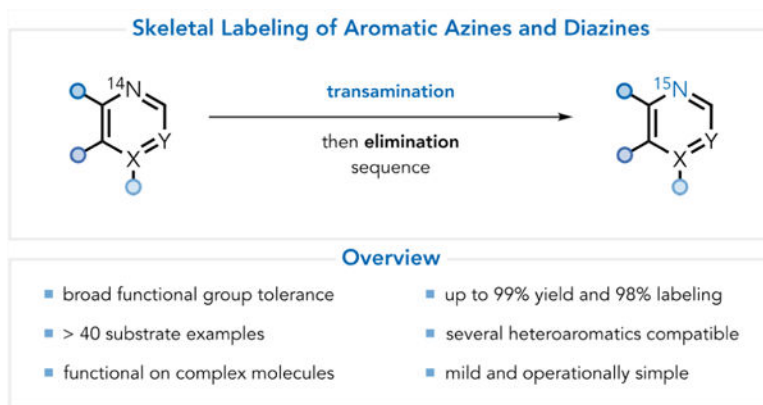 Skeletal Labeling of Aromatic Azines and Diazines
14N
X
Y
transamination
then elimination
sequence
15N
X
Y
Overview
broad functional group tolerance
> 40 substrate examples
functional on complex molecules
up to 99% yield and 98% labeling
several heteroaromatics compatible
mild and operationally simple